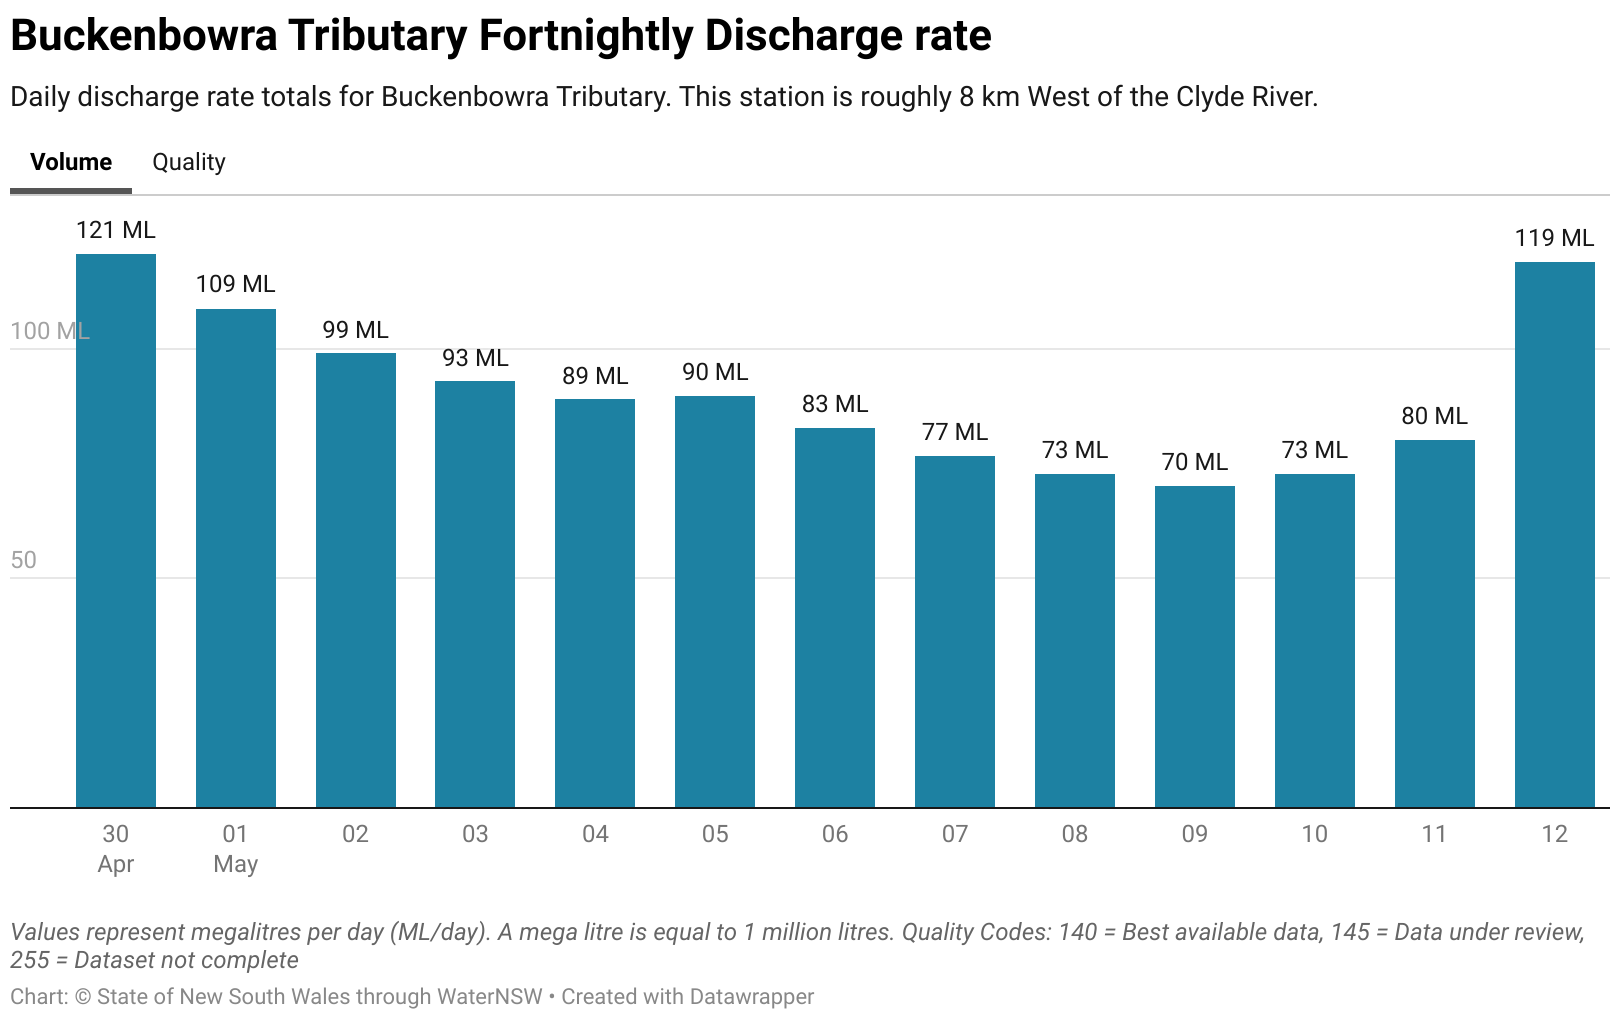 Buckenbowra Tributary Fortnightly Discharge rate
Daily discharge rate totals for Buckenbowra Tributary. This station is roughly 8 km West of the Clyde River.
Volume Quality
121 ML
109 ML
99 ML
93 ML
89 ML
90 ML
83 ML
77 ML
73 ML
70 ML
73 ML
80 ML
119 ML
100 ML
50
30 01 02 03 04 05 06 07 08 09 10 11 12
Apr May
Values represent megalitres per day (ML/day). A mega litre is equal to 1 million litres. Quality Codes: 140 = Best available data, 145 = Data under review,
255 = Dataset not complete
Chart: © State of New South Wales through WaterNSW • Created with Datawrapper